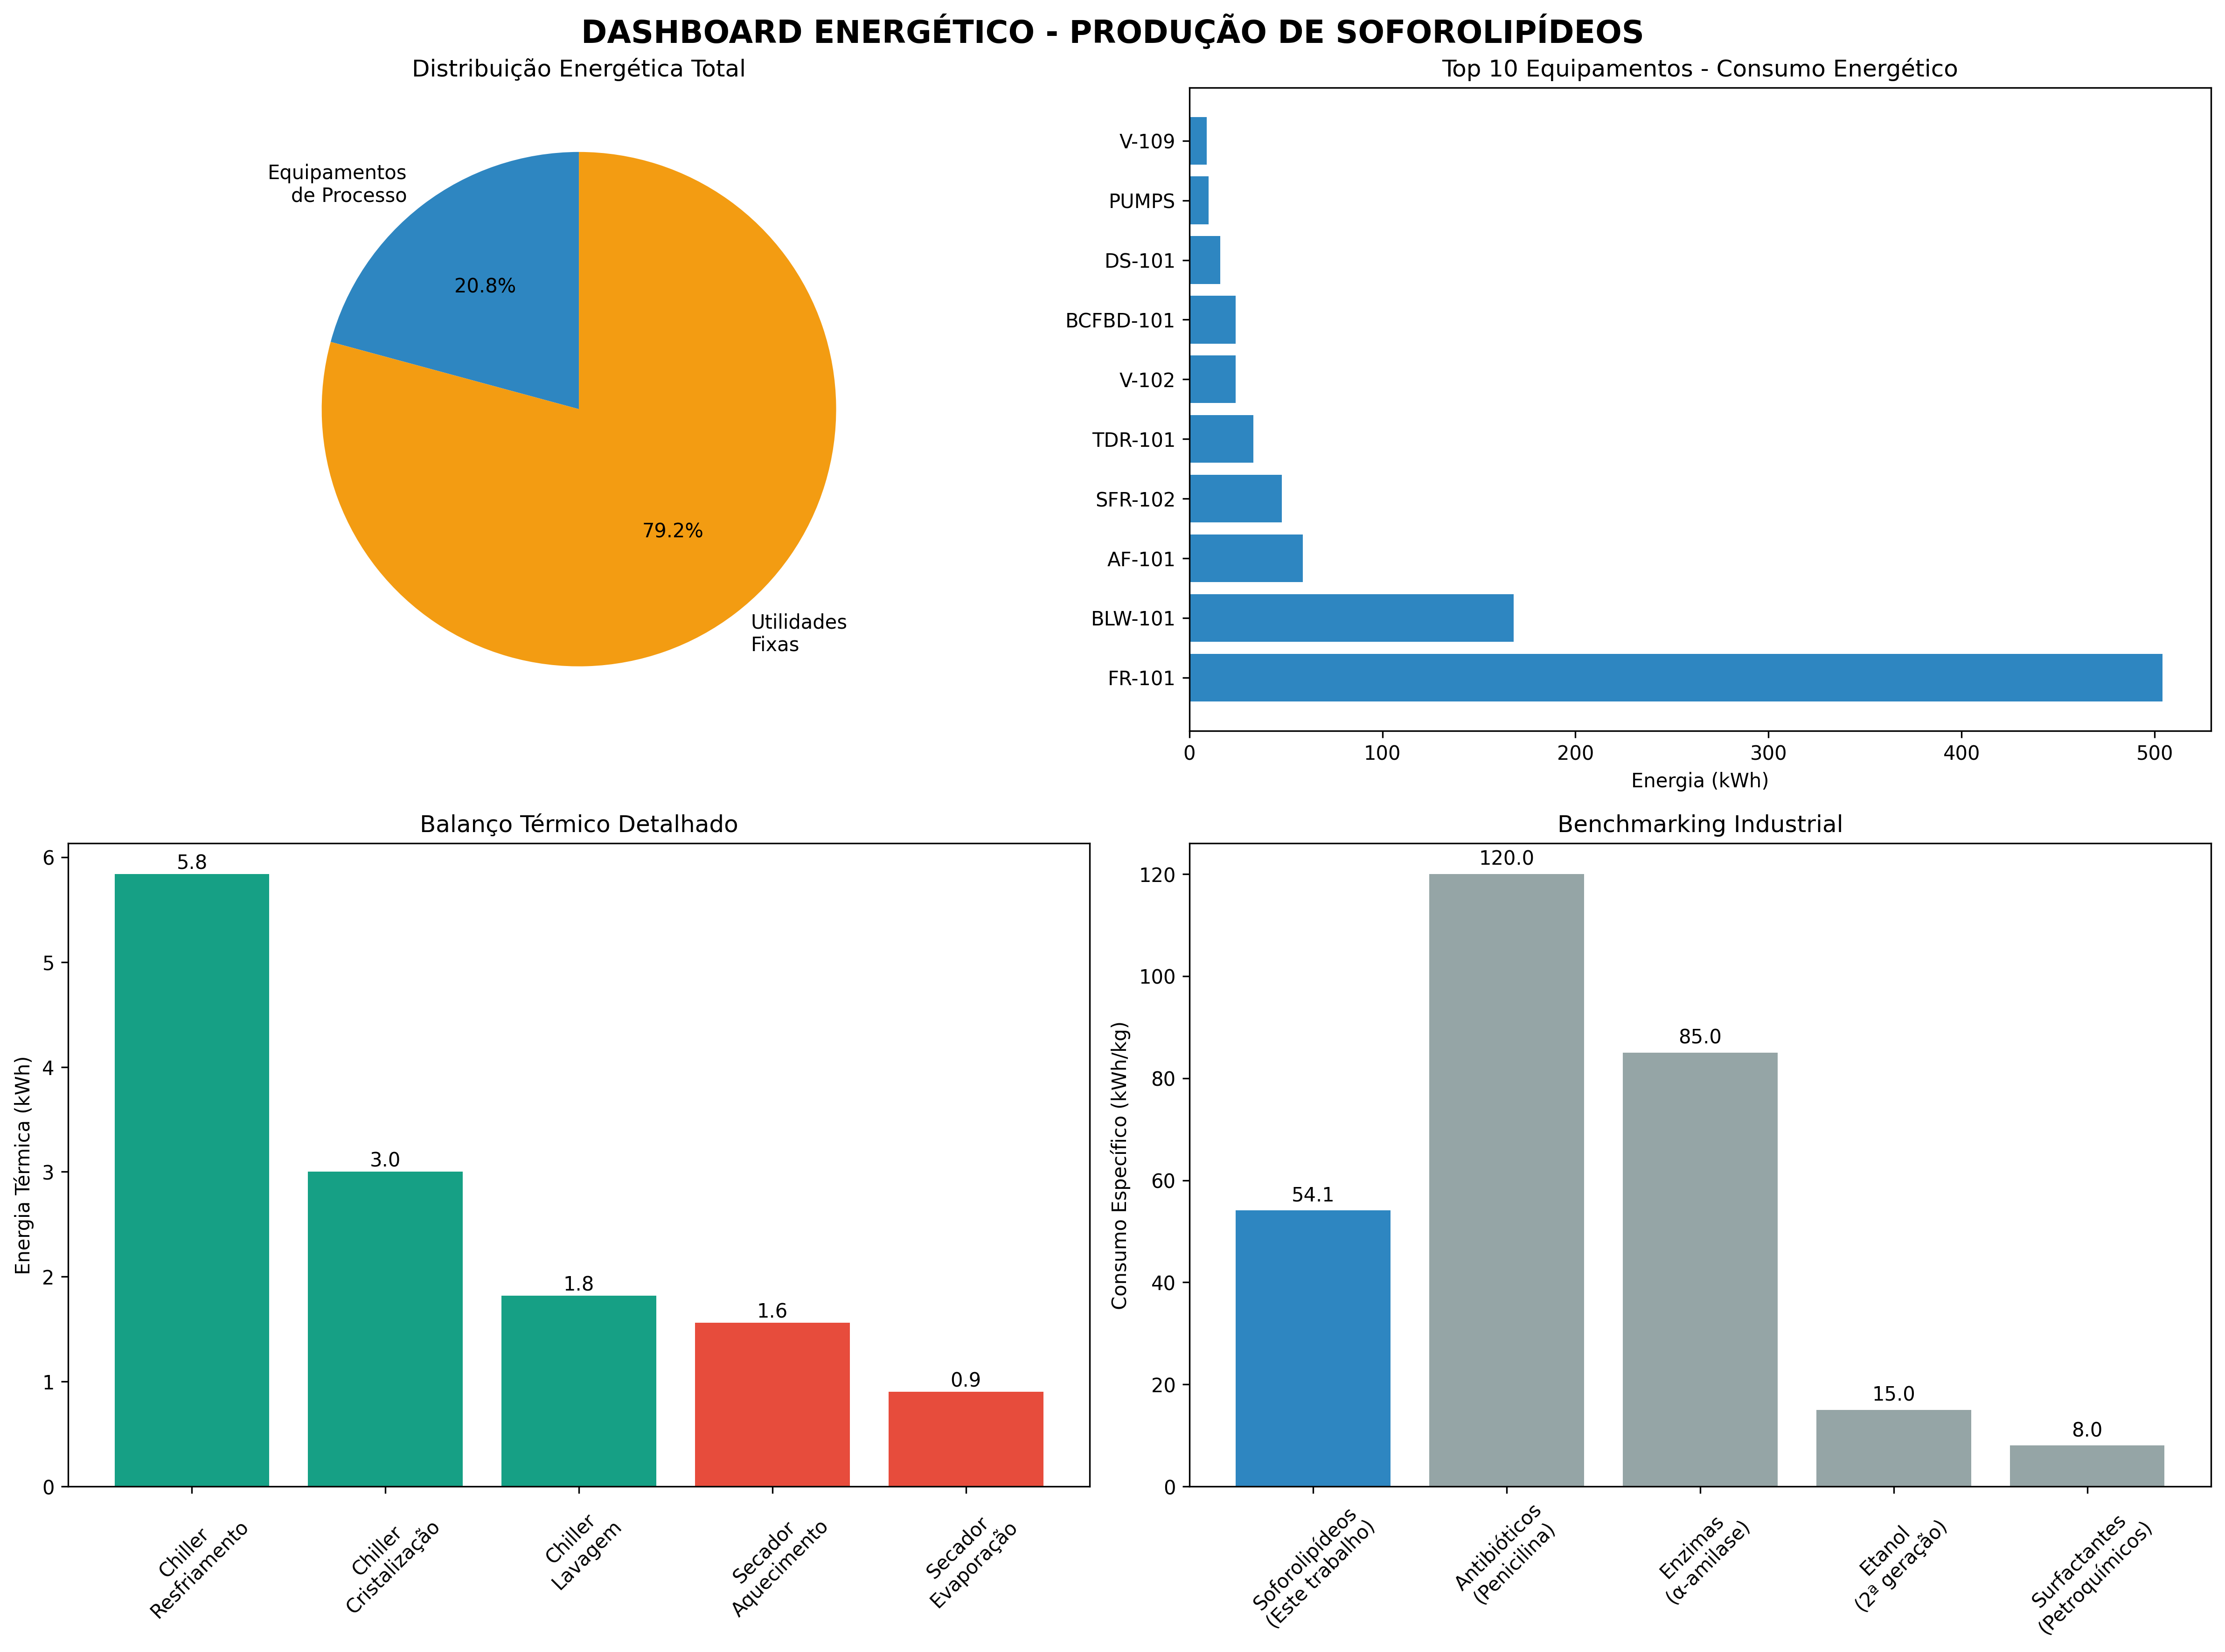 DASHBOARD ENERGÉTICO - PRODUÇÃO DE SOFOROLIPÍDEOS
Distribuição Energética Total
Equipamentos
de Processo
20.8%
79.2%
Utilidades
Fixas
Top 10 Equipamentos - Consumo Energético
V-109
PUMPS
DS-101
BCFBD-101
V-102
TDR-101
SFR-102
AF-101
BLW-101
FR-101
0 100 200 300 400 500
Energia (kWh)
Balanço Térmico Detalhado
Energia Térmica (kWh)
6
5
4
3
2
1
0
5.8
3.0
1.8
1.6
0.9
Chiller
Resfriamento
Chiller
Cristalização
Chiller
Lavagem
Secador
Aquecimento
Secador
Evaporação
Benchmarking Industrial
Consumo Específico (kWh/kg)
120
100
80
60
40
20
0
54.1
120.0
85.0
15.0
8.0
Soforolipídeos
(Este trabalho)
Antibióticos
(Penicilina)
Enzimas
(α-amilase)
Etanol
(2ª geração)
Surfactantes
(Petroquímicos)